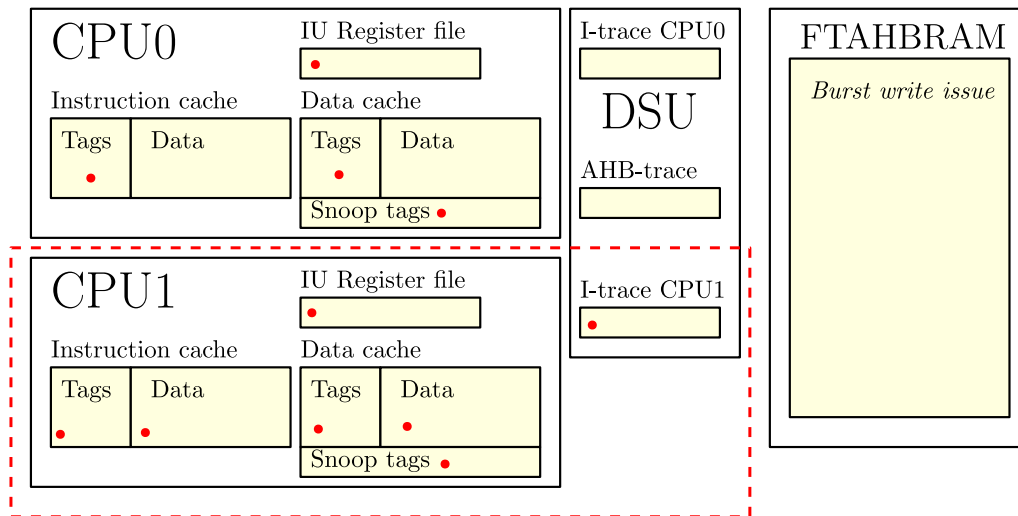 CPU0
IU Register file
Instruction cache
Data cache
Tags
Data
Tags
Data
Snoop tags
I-trace CPU0
DSU
AHB-trace
I-trace CPU1
FTAHBRAM
Burst write issue
CPU1
IU Register file
Instruction cache
Data cache
Tags
Data
Tags
Data
Snoop tags